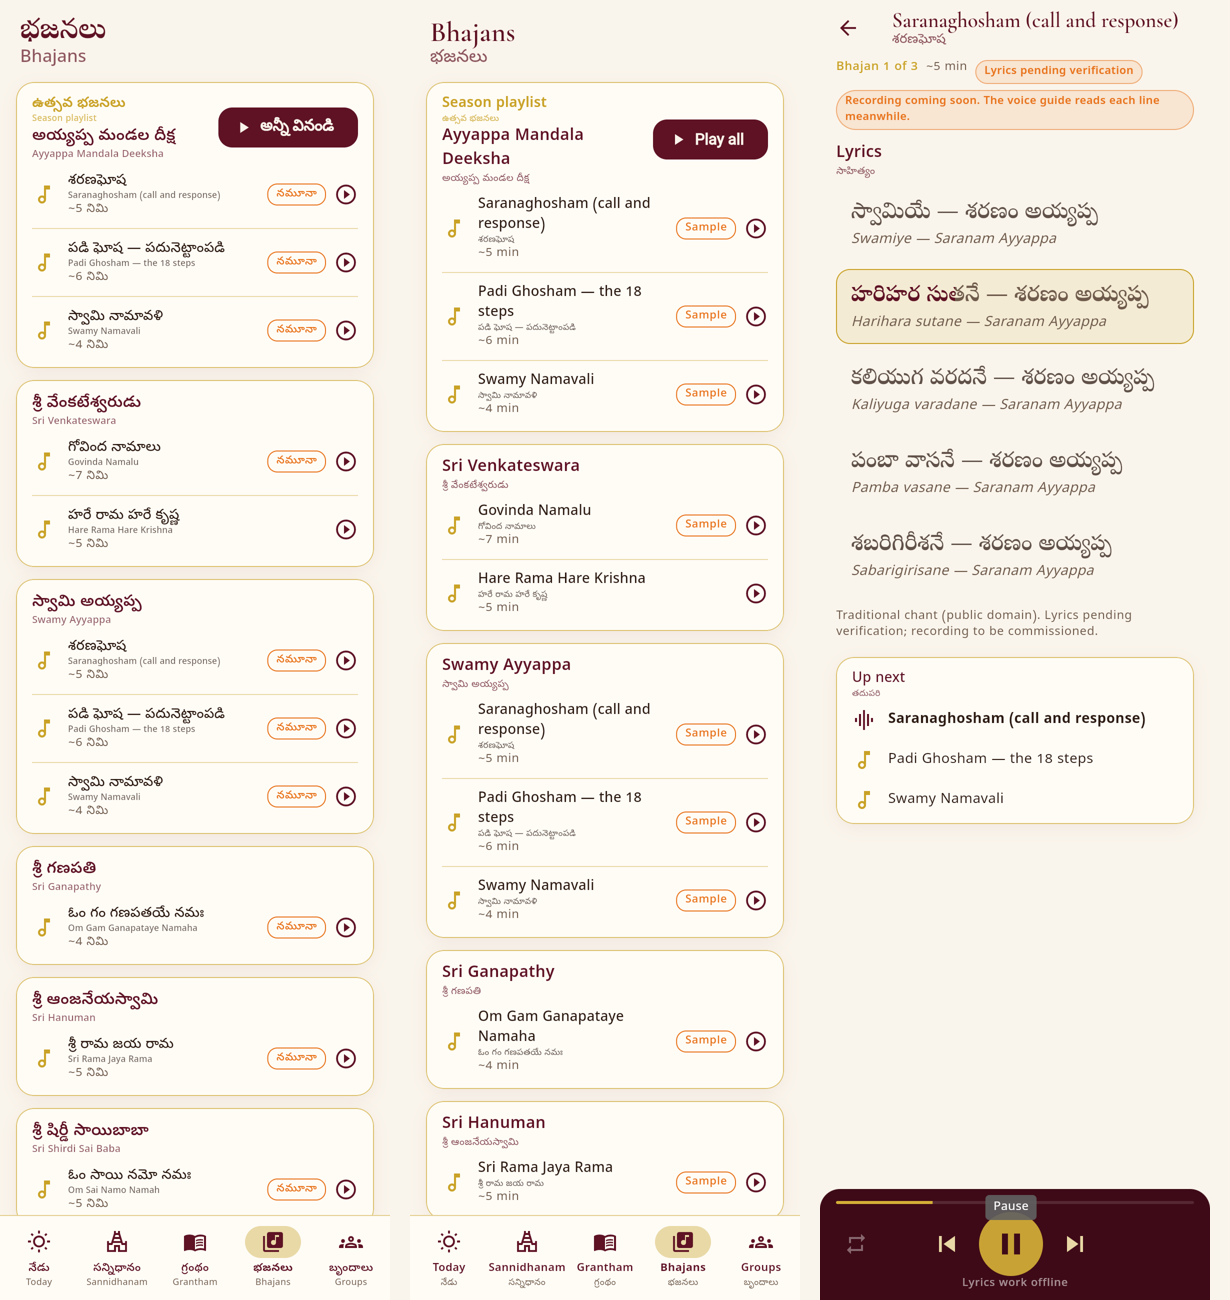 భజనలు
Bhajans
ఉత్సవ భజనలు
Season playlist
అయ్యప్ప మండల దీక్ష
Ayyappa Mandala Deeksha
అన్నీ వినండి
శరణఘోష
Saranaghosham (call and response)
~5 నిమి
నమూనా
పడి ఘోష — పదునెట్టాంపడి
Padi Ghosham — the 18 steps
~6 నిమి
నమూనా
స్వామి నామావళి
Swamy Namavali
~4 నిమి
నమూనా
శ్రీ వేంకటేశ్వరుడు
Sri Venkateswara
గోవింద నామాలు
Govinda Namalu
~7 నిమి
నమూనా
హరే రామ హరే కృష్ణ
Hare Rama Hare Krishna
~5 నిమి
స్వామి అయ్యప్ప
Swamy Ayyappa
శరణఘోష
Saranaghosham (call and response)
~5 నిమి
నమూనా
పడి ఘోష — పదునెట్టాంపడి
Padi Ghosham — the 18 steps
~6 నిమి
నమూనా
స్వామి నామావళి
Swamy Namavali
~4 నిమి
నమూనా
శ్రీ గణపతి
Sri Ganapathy
ఓం గం గణపతయే నమః
Om Gam Ganapataye Namaha
~4 నిమి
నమూనా
శ్రీ ఆంజనేయస్వామి
Sri Hanuman
శ్రీ రామ జయ రామ
Sri Rama Jaya Rama
~5 నిమి
నమూనా
శ్రీ షిర్డీ సాయిబాబా
Sri Shirdi Sai Baba
ఓం సాయి నమో నమః
Om Sai Namo Namah
~5 నిమి
నమూనా
నేడు
Today
సన్నిధానం
Sannidhanam
గ్రంథం
Grantham
భజనలు
Bhajans
బృందాలు
Groups
Bhajans
భజనలు
Season playlist
ఉత్సవ భజనలు
Ayyappa Mandala
Deeksha
అయ్యప్ప మండల దీక్ష
Play all
Saranaghosham (call and
response)
శరణఘోష
~5 min
Sample
Padi Ghosham — the 18
steps
పడి ఘోష — పదునెట్టాంపడి
~6 min
Sample
Swamy Namavali
స్వామి నామావళి
~4 min
Sample
Sri Venkateswara
శ్రీ వేంకటేశ్వరుడు
Govinda Namalu
గోవింద నామాలు
~7 min
Sample
Hare Rama Hare Krishna
హరే రామ హరే కృష్ణ
~5 min
Swamy Ayyappa
స్వామి అయ్యప్ప
Saranaghosham (call and
response)
శరణఘోష
~5 min
Sample
Padi Ghosham — the 18
steps
పడి ఘోష — పదునెట్టాంపడి
~6 min
Sample
Swamy Namavali
స్వామి నామావళి
~4 min
Sample
Sri Ganapathy
శ్రీ గణపతి
Om Gam Ganapataye
Namaha
ఓం గం గణపతయే నమః
~4 min
Sample
Sri Hanuman
శ్రీ ఆంజనేయస్వామి
Sri Rama Jaya Rama
శ్రీ రామ జయ రామ
~5 min
Sample
Today
నేడు
Sannidhanam
సన్నిధానం
Grantham
గ్రంథం
Bhajans
భజనలు
Groups
బృందాలు
Saranaghosham (call and response)
శరణఘోష
Bhajan 1 of 3 ~5 min Lyrics pending verification
Recording coming soon. The voice guide reads each line
meanwhile.
Lyrics
సాహిత్యం
స్వామియే — శరణం అయ్యప్ప
Swamiye — Saranam Ayyappa
హరిహర సుతనే — శరణం అయ్యప్ప
Harihara sutane — Saranam Ayyappa
కలియుగ వరదనే — శరణం అయ్యప్ప
Kaliyuga varadane — Saranam Ayyappa
పంబా వాసనే — శరణం అయ్యప్ప
Pamba vasane — Saranam Ayyappa
శబరిగిరీశనే — శరణం అయ్యప్ప
Sabarigirisane — Saranam Ayyappa
Traditional chant (public domain). Lyrics pending
verification; recording to be commissioned.
Up next
తదుపరి
Saranaghosham (call and response)
Padi Ghosham — the 18 steps
Swamy Namavali
Pause
Lyrics work offline